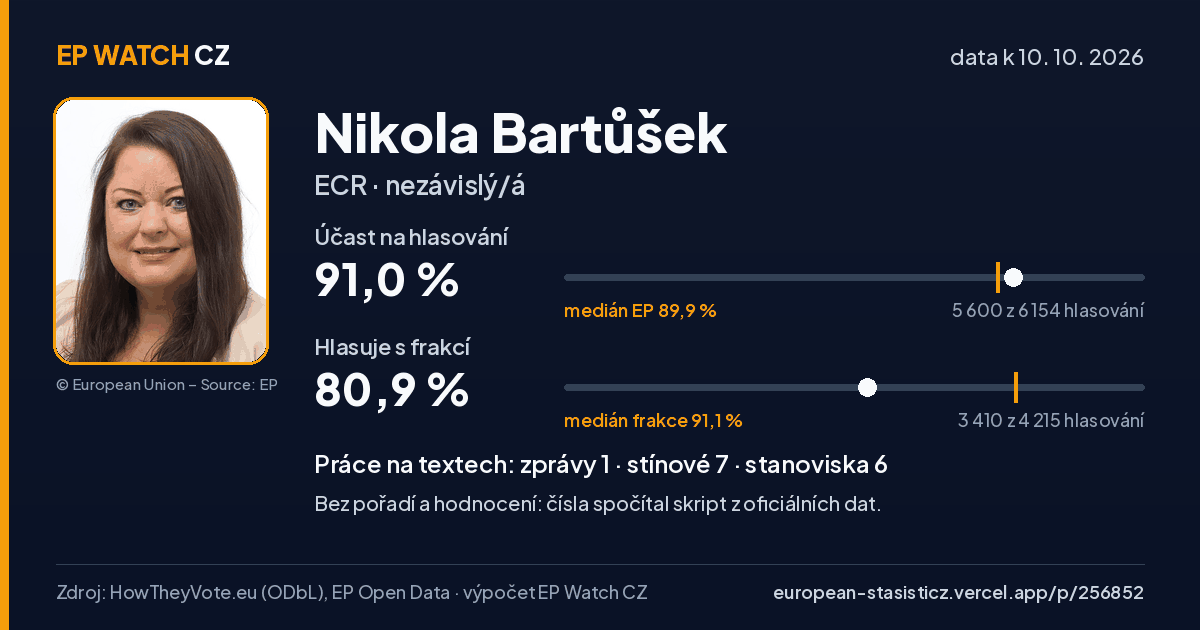 EP WATCH CZ
data k 10. 10. 2026
Nikola Bartůšek
ECR · nezávislý/á
Účast na hlasování
91,0 %
medián EP 89,9 %
5 600 z 6 154 hlasování
Hlasuje s frakcí
80,9 %
medián frakce 91,1 %
3 410 z 4 215 hlasování
© European Union – Source: EP
Práce na textech: zprávy 1 · stínové 7 · stanoviska 6
Bez pořadí a hodnocení: čísla spočítal skript z oficiálních dat.
Zdroj: HowTheyVote.eu (ODbL), EP Open Data · výpočet EP Watch CZ
european-stasisticz.vercel.app/p/256852